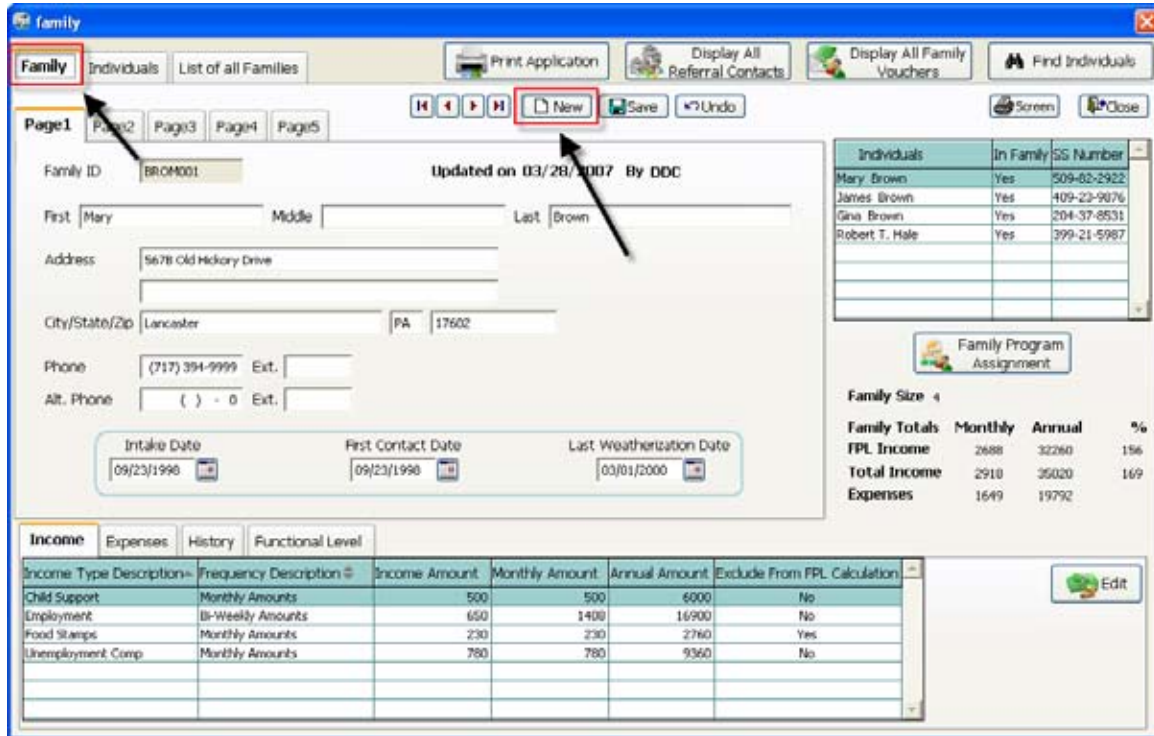 family
Family Individuals List of all Families
Print Application
Display All Referral Contacts
Display All Family Vouchers
Find Individuals
New Save Undo
Screen Close
Page1 Page2 Page3 Page4 Page5
Family ID BROM001
Updated on 03/28/2007 By DDC
First Mary Middle Last Brown
Address 5678 Old Hickory Drive
City/State/Zip Lancaster PA 17602
Phone (717) 394-9999 Ext.
Alt. Phone ( ) - 0 Ext.
Intake Date First Contact Date Last Weatherization Date
09/23/1998 09/23/1998 03/01/2000
Individuals In Family SS Number
Mary Brown Yes 509-82-2922
James Brown Yes 409-23-9876
Gina Brown Yes 204-37-8531
Robert T. Hale Yes 399-21-5987
Family Program Assignment
Family Size 4
Family Totals Monthly Annual %
FPL Income 2688 32260 156
Total Income 2918 35020 169
Expenses 1649 19792
Income Expenses History Functional Level
Income Type Description Frequency Description Income Amount Monthly Amount Annual Amount Exclude From FPL Calculation
Child Support Monthly Amounts 500 500 6000 No
Employment Bi-Weekly Amounts 650 1408 16900 No
Food Stamps Monthly Amounts 230 230 2760 Yes
Unemployment Comp Monthly Amounts 780 780 9360 No
Edit